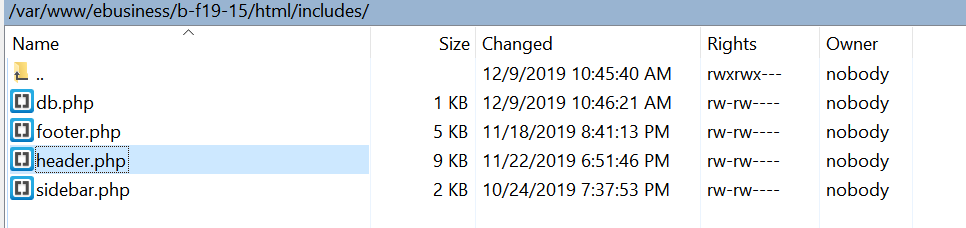 /var/www/ebusiness/b-f19-15/html/includes/
Name Size Changed Rights Owner
.. 12/9/2019 10:45:40 AM rwxrwx--- nobody
db.php 1 KB 12/9/2019 10:46:21 AM rw-rw---- nobody
footer.php 5 KB 11/18/2019 8:41:13 PM rw-rw---- nobody
header.php 9 KB 11/22/2019 6:51:46 PM rw-rw---- nobody
sidebar.php 2 KB 10/24/2019 7:37:53 PM rw-rw---- nobody